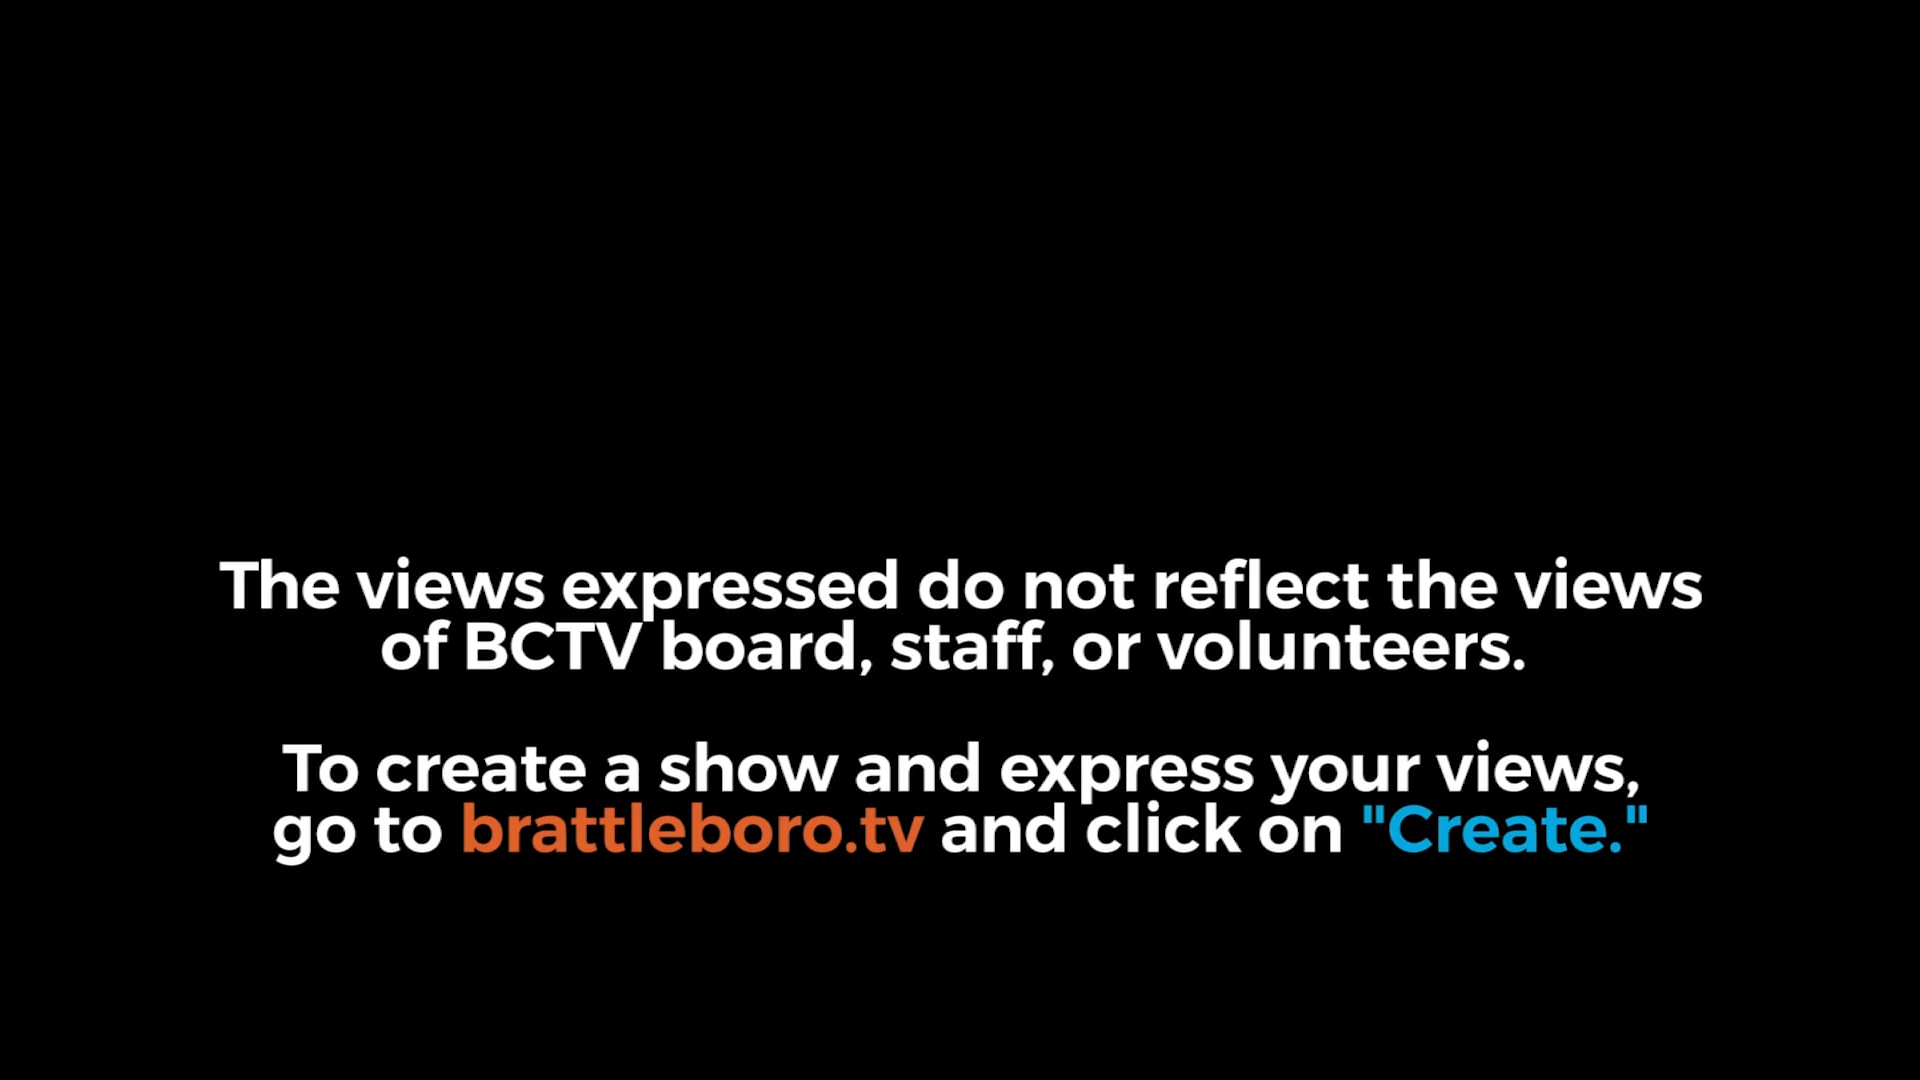 The views expressed do not reflect the views
of BCTV board, staff, or volunteers.
To create a show and express your views,
go to brattleboro.tv and click on "Create."